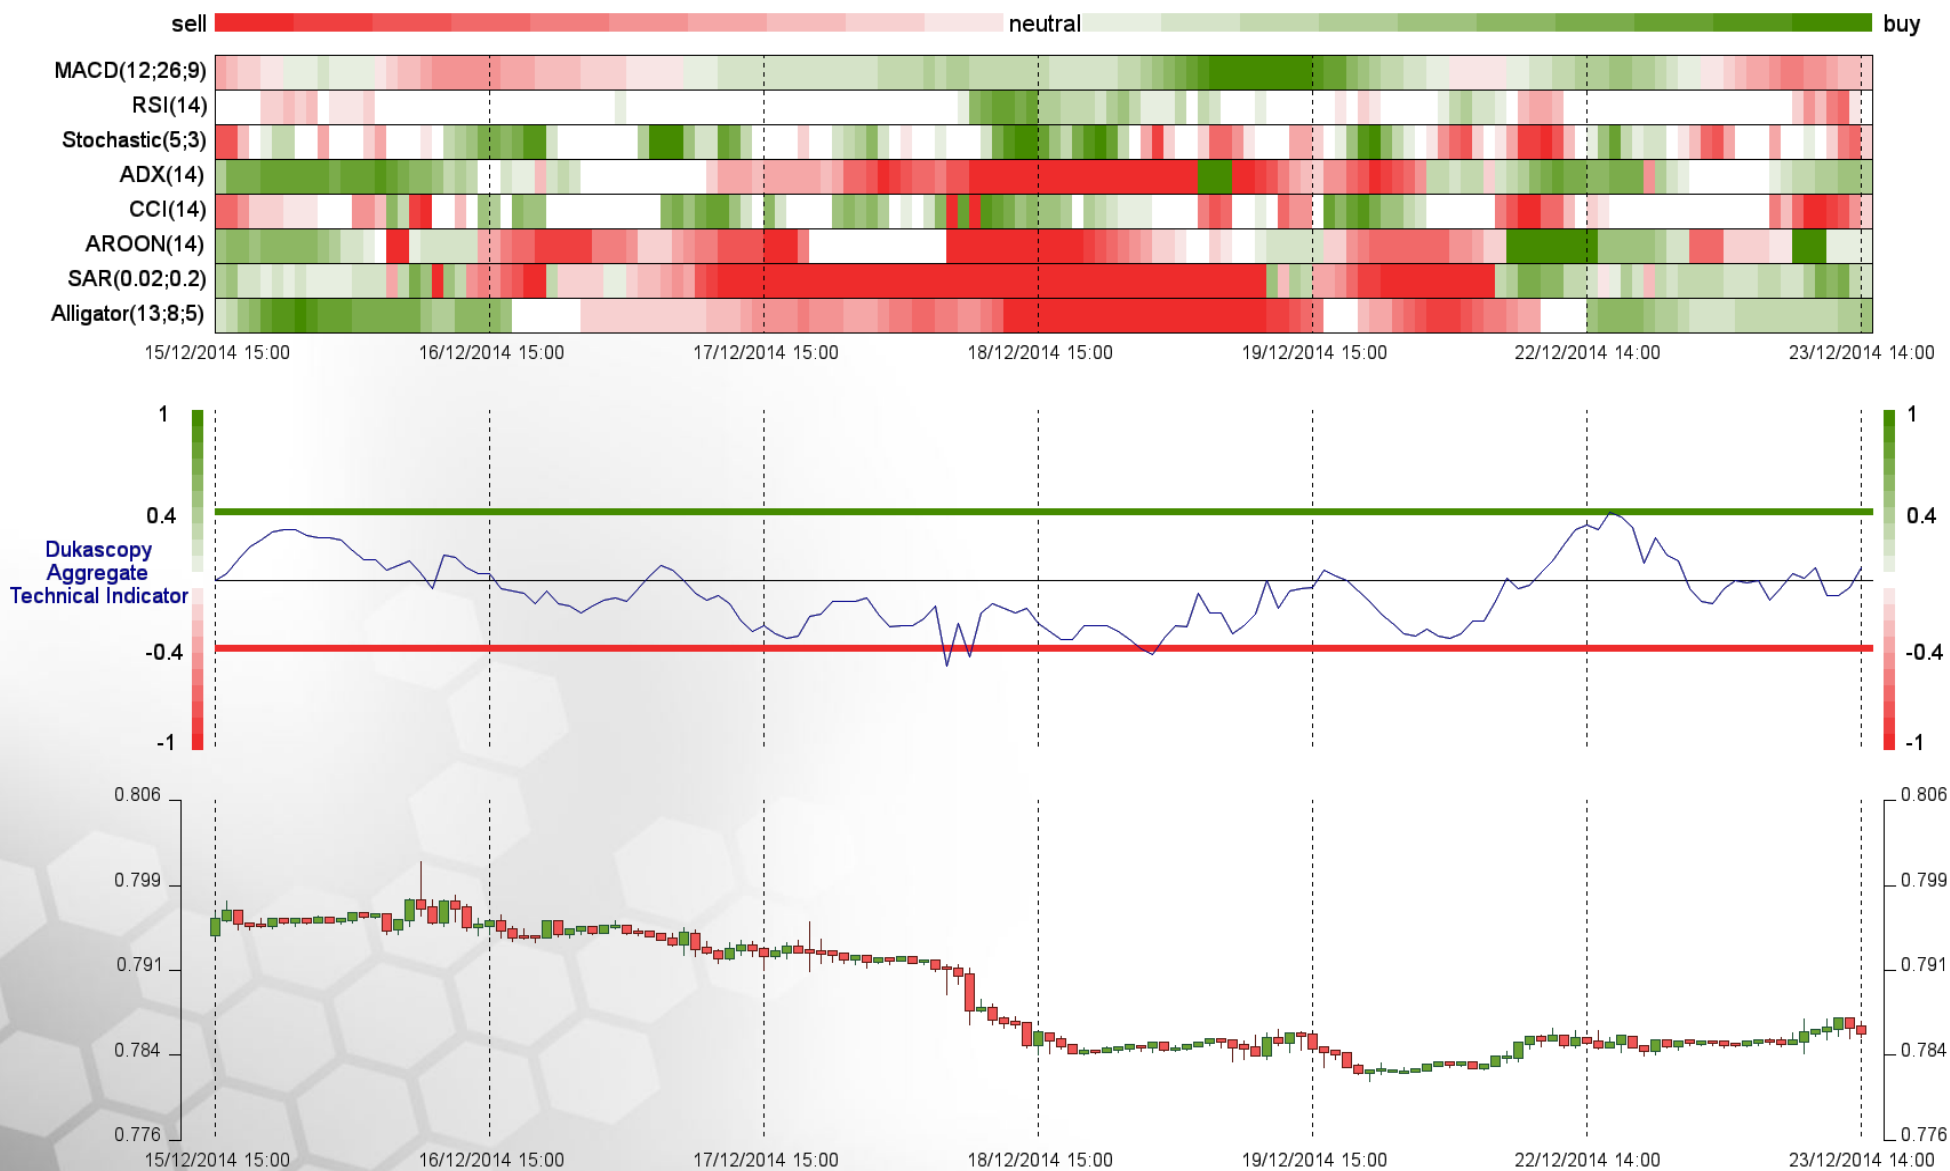 sell neutral buy
MACD(12;26;9)
RSI(14)
Stochastic(5;3)
ADX(14)
CCI(14)
AROON(14)
SAR(0.02;0.2)
Alligator(13;8;5)
15/12/2014 15:00 16/12/2014 15:00 17/12/2014 15:00 18/12/2014 15:00 19/12/2014 15:00 22/12/2014 14:00 23/12/2014 14:00
1 1
0.4 0.4
Dukascopy
Aggregate
Technical Indicator
-0.4 -0.4
-1 -1
0.806 0.806
0.799 0.799
0.791 0.791
0.784 0.784
0.776 0.776
15/12/2014 15:00 16/12/2014 15:00 17/12/2014 15:00 18/12/2014 15:00 19/12/2014 15:00 22/12/2014 14:00 23/12/2014 14:00